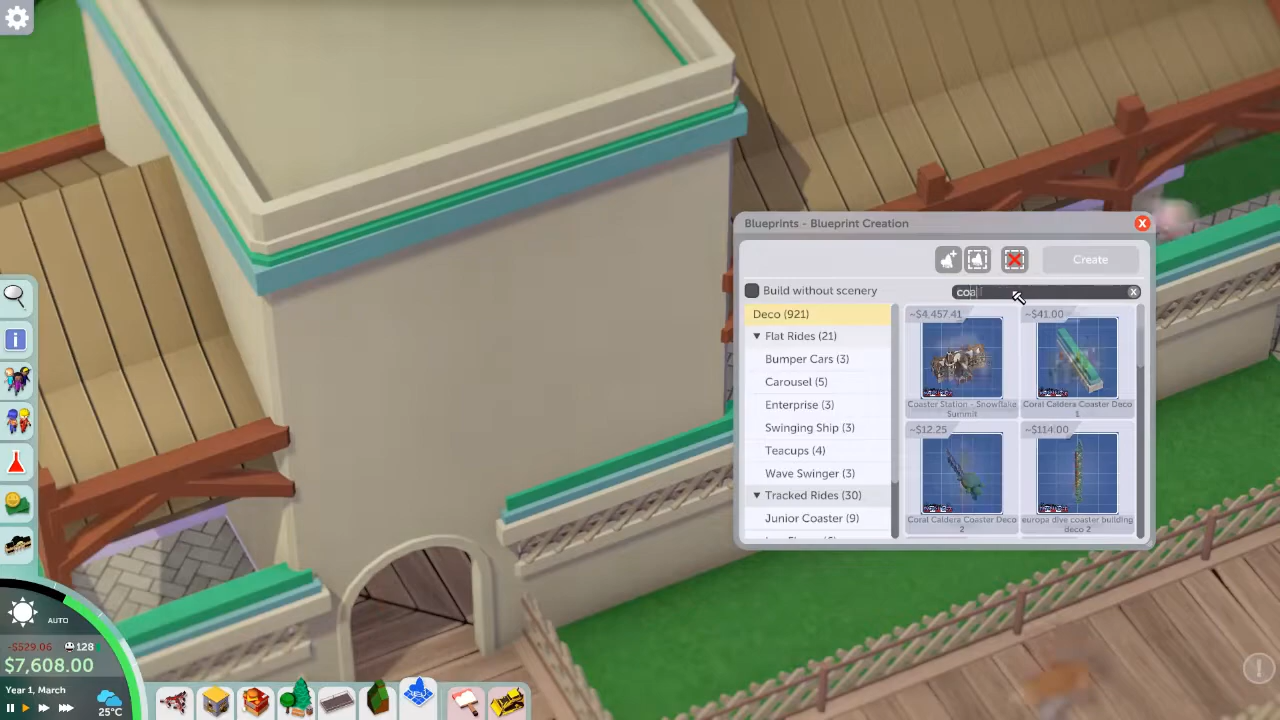 Blueprints - Blueprint Creation
Create
Build without scenery
coa
Deco (921)
Flat Rides (21)
Bumper Cars (3)
Carousel (5)
Enterprise (3)
Swinging Ship (3)
Teacups (4)
Wave Swinger (3)
Tracked Rides (30)
Junior Coaster (9)
~$4,457.41
Coaster Station - Snowflake
Summit
~$41.00
Coral Caldera Coaster Deco
1
~$12.25
Coral Caldera Coaster Deco
2
~$114.00
europa dive coaster building
deco 2
AUTO
-$529.06
128
$7,608.00
Year 1, March
25°C